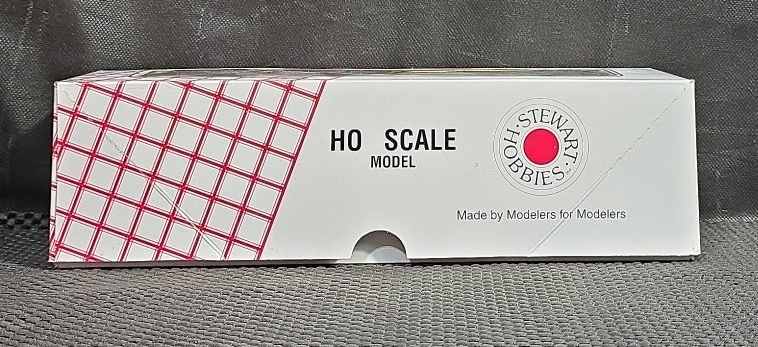 HO SCALE
MODEL
STEWART · HOBBIES ·
Made by Modelers for Modelers